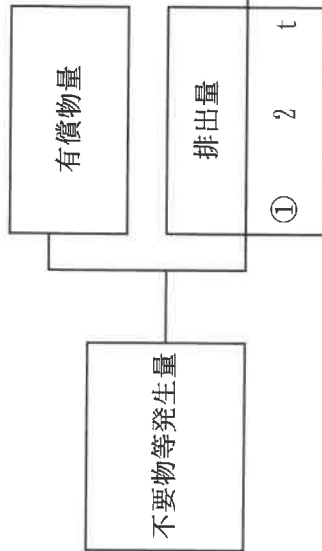 有償物量
不要物等発生量
排出量
① 2 t